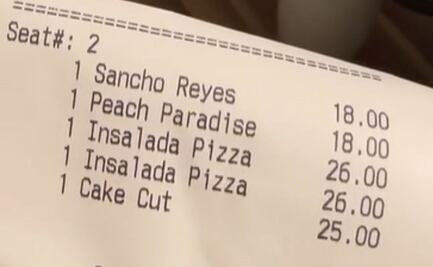 ================================
Seat#: 2
1 Sancho Reyes 18.00
1 Peach Paradise 18.00
1 Insalada Pizza 26.00
1 Insalada Pizza 26.00
1 Cake Cut 25.00